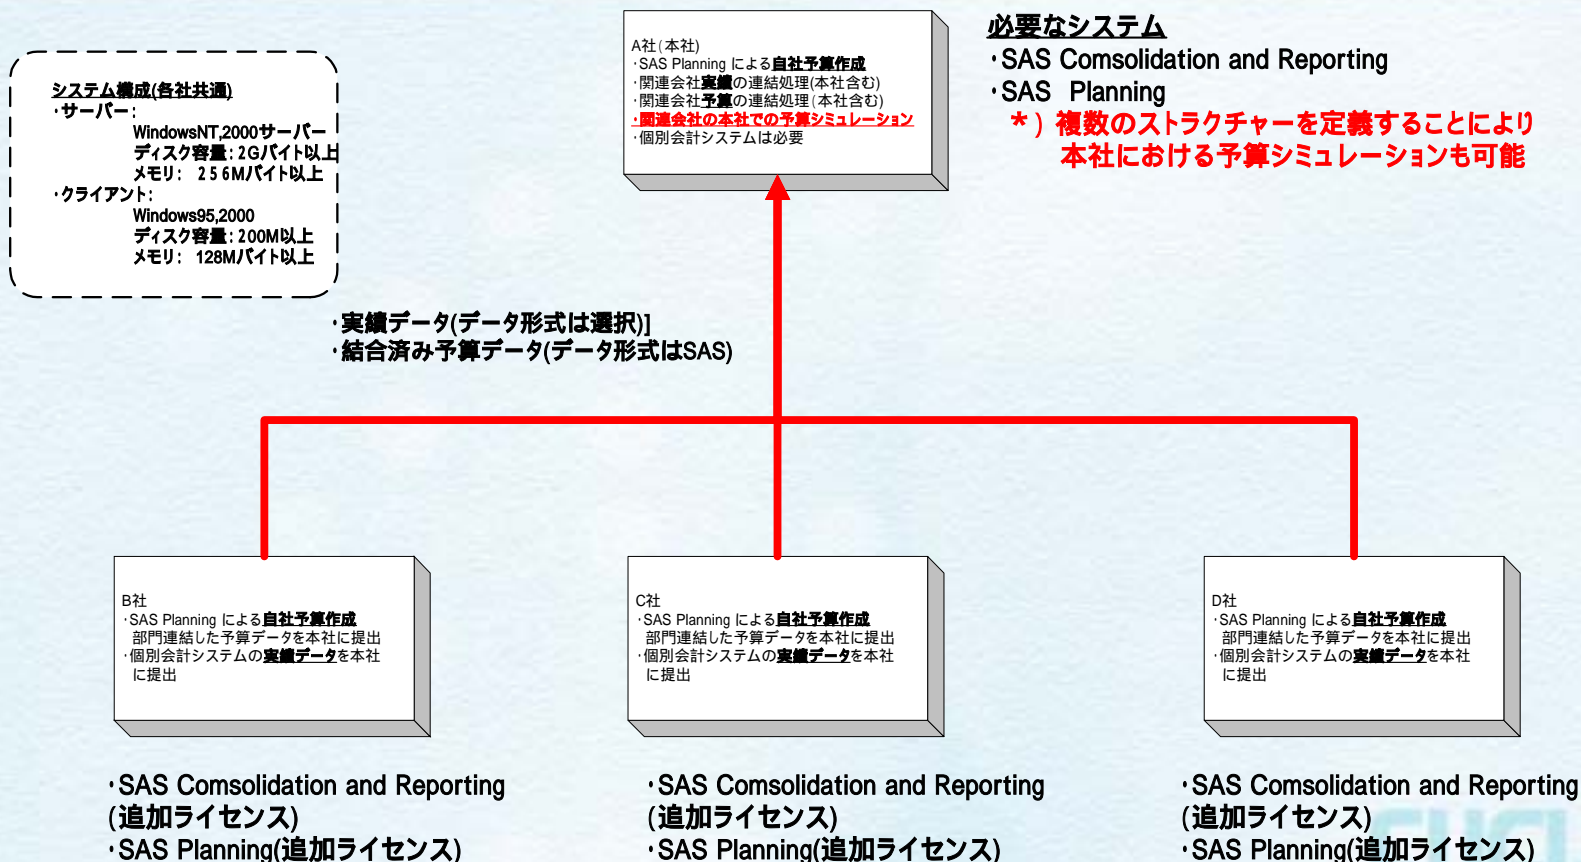 必要なシステム
・SAS Comsolidation and Reporting
・SAS Planning
*) 複数のストラクチャーを定義することにより
本社における予算シミュレーションも可能
A社(本社)
・SAS Planning による自社予算作成
・関連会社実績の連結処理(本社含む)
・関連会社予算の連結処理(本社含む)
・関連会社の本社での予算シミュレーション
・個別会計システムは必要
システム構成(各社共通)
・サーバー:
WindowsNT,2000サーバー
ディスク容量:2Gバイト以上
メモリ: 256Mバイト以上
・クライアント:
Windows95,2000
ディスク容量:200M以上
メモリ: 128Mバイト以上
・実績データ(データ形式は選択)]
・結合済み予算データ(データ形式はSAS)
B社
・SAS Planning による自社予算作成
部門連結した予算データを本社に提出
・個別会計システムの実績データを本社
に提出
C社
・SAS Planning による自社予算作成
部門連結した予算データを本社に提出
・個別会計システムの実績データを本社
に提出
D社
・SAS Planning による自社予算作成
部門連結した予算データを本社に提出
・個別会計システムの実績データを本社
に提出
・SAS Comsolidation and Reporting
(追加ライセンス)
・SAS Planning(追加ライセンス)
・SAS Comsolidation and Reporting
(追加ライセンス)
・SAS Planning(追加ライセンス)
・SAS Comsolidation and Reporting
(追加ライセンス)
・SAS Planning(追加ライセンス)